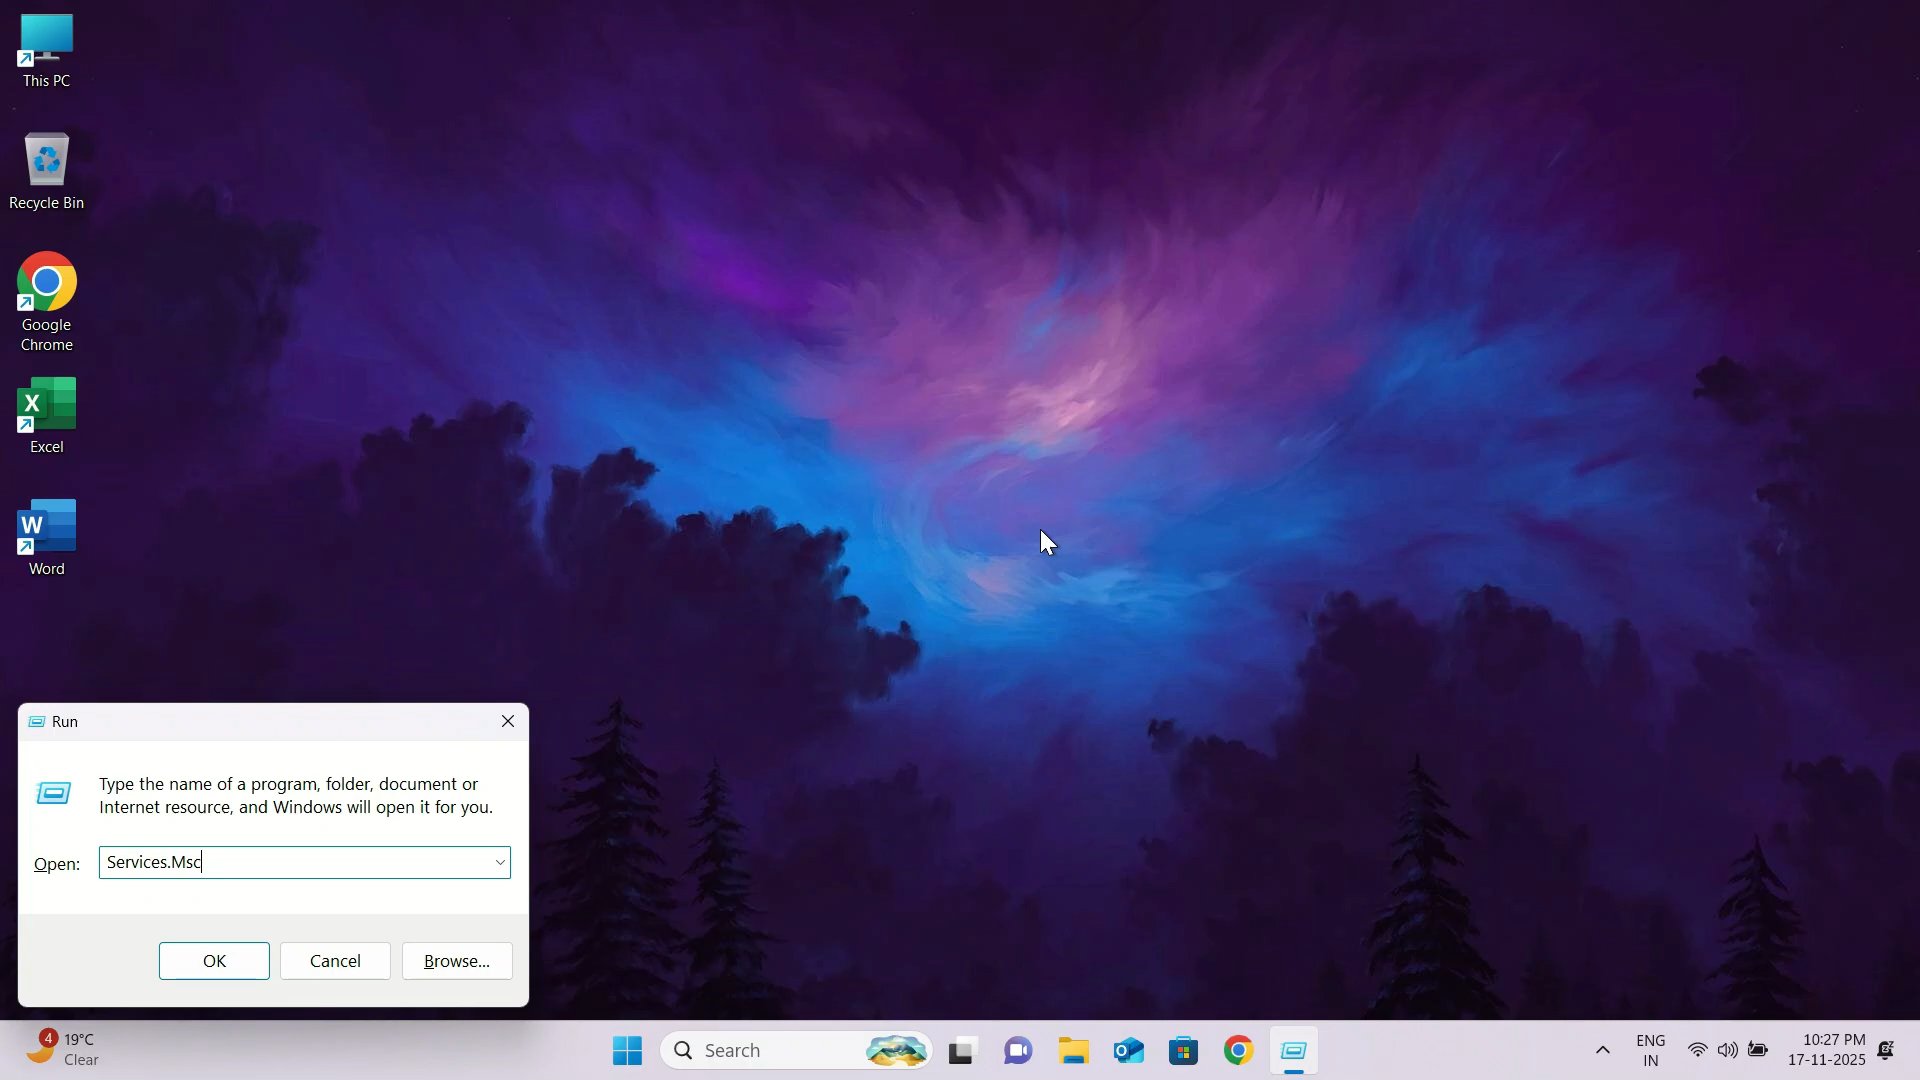 This PC
Recycle Bin
Google
Chrome
X
Excel
W
Word
Run
Type the name of a program, folder, document or
Internet resource, and Windows will open it for you.
Open:
Services.Msc
OK
Cancel
Browse...
4
19°C
Clear
Search
ENG
IN
10:27 PM
17-11-2025